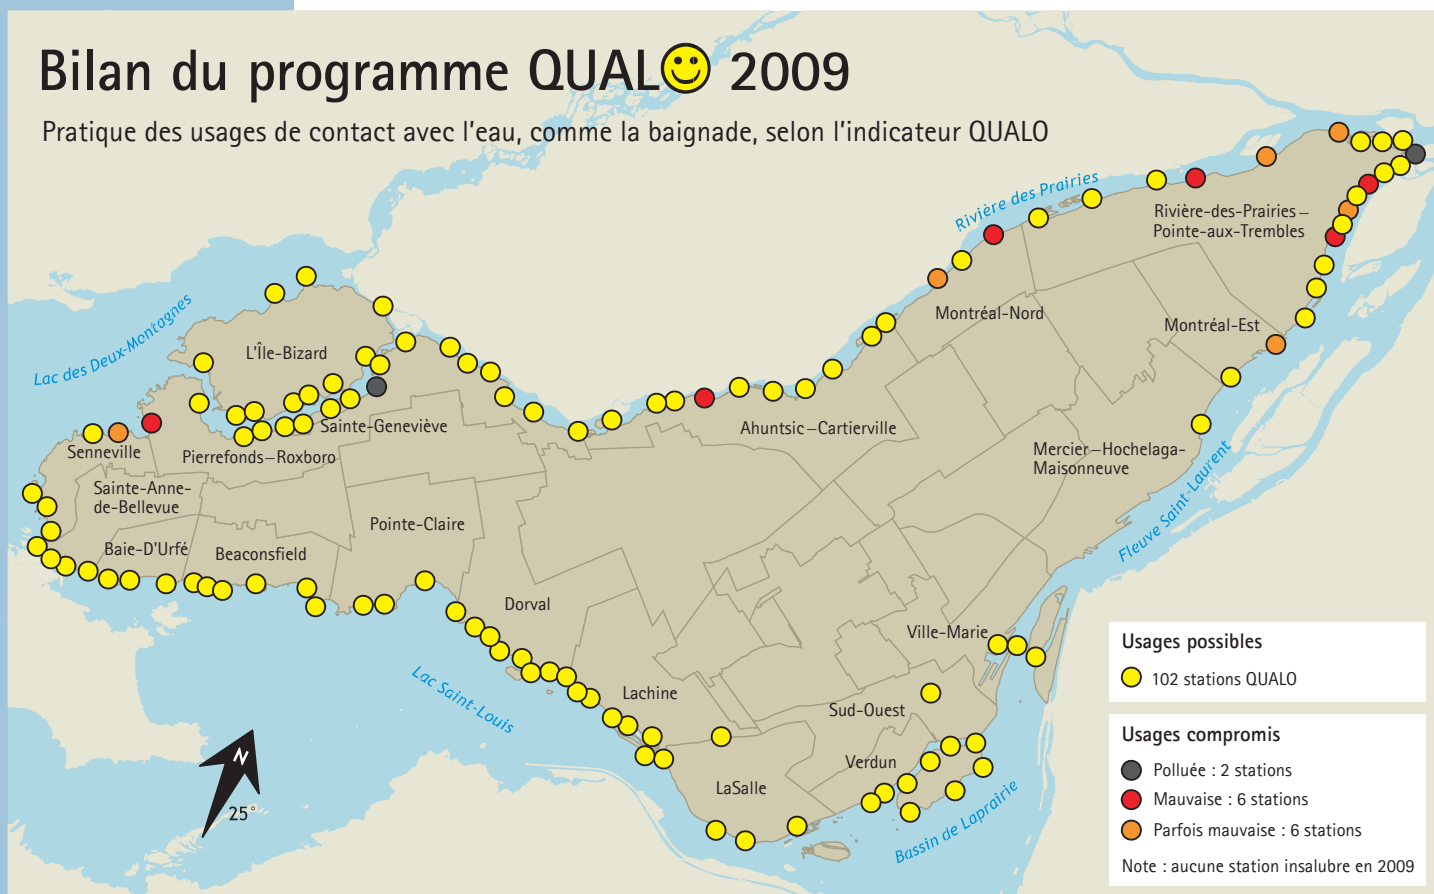 Bilan du programme QUALO 2009
Pratique des usages de contact avec l'eau, comme la baignade, selon l'indicateur QUALO
Rivière des Prairies
Rivière-des-Prairies–
Pointe-aux-Trembles
Lac des Deux-Montagnes
Montréal-Nord
Montréal-Est
L'Île-Bizard
Sainte-Geneviève
Ahuntsic–Cartierville
Senneville
Pierrefonds–Roxboro
Mercier–Hochelaga-
Maisonneuve
Sainte-Anne-
de-Bellevue
Fleuve Saint-Laurent
Pointe-Claire
Baie-D'Urfé
Beaconsfield
Dorval
Ville-Marie
Lac Saint-Louis
Lachine
Sud-Ouest
Verdun
LaSalle
Bassin de Laprairie
N
25°
Usages possibles
102 stations QUALO
Usages compromis
Polluée : 2 stations
Mauvaise : 6 stations
Parfois mauvaise : 6 stations
Note : aucune station insalubre en 2009